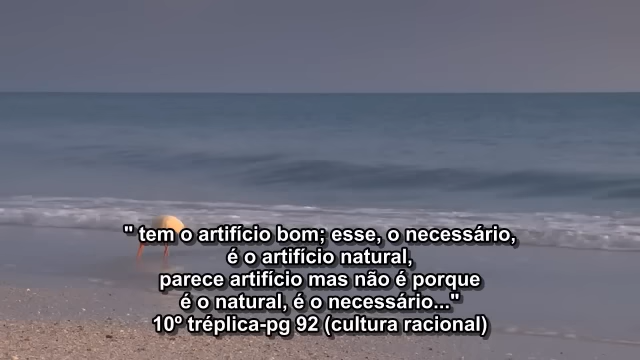 " tem o artifício bom; esse, o necessário,
é o artifício natural,
parece artifício mas não é porque
é o natural, é o necessário..."
10º tréplica-pg 92 (cultura racional)